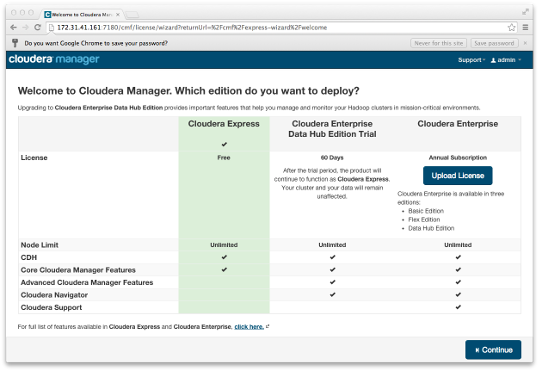 Welcome to Cloudera Man
172.31.41.161:7180/cmf/license/wizard?returnUrl=%2Fcmf%2Fexpress-wizard%2Fwelcome
Do you want Google Chrome to save your password?
Never for this site
Save password
cloudera manager
Support
admin
Welcome to Cloudera Manager. Which edition do you want to deploy?
Upgrading to Cloudera Enterprise Data Hub Edition provides important features that help you manage and monitor your Hadoop clusters in mission-critical environments.
Cloudera Express
Cloudera Enterprise
Data Hub Edition Trial
Cloudera Enterprise
License
Free
60 Days
After the trial period, the product will
continue to function as Cloudera Express.
Your cluster and your data will remain
unaffected.
Annual Subscription
Upload License
Cloudera Enterprise is available in three
editions:
• Basic Edition
• Flex Edition
• Data Hub Edition
Node Limit Unlimited Unlimited Unlimited
CDH
Core Cloudera Manager Features
Advanced Cloudera Manager Features
Cloudera Navigator
Cloudera Support
For full list of features available in Cloudera Express and Cloudera Enterprise, click here.
Continue